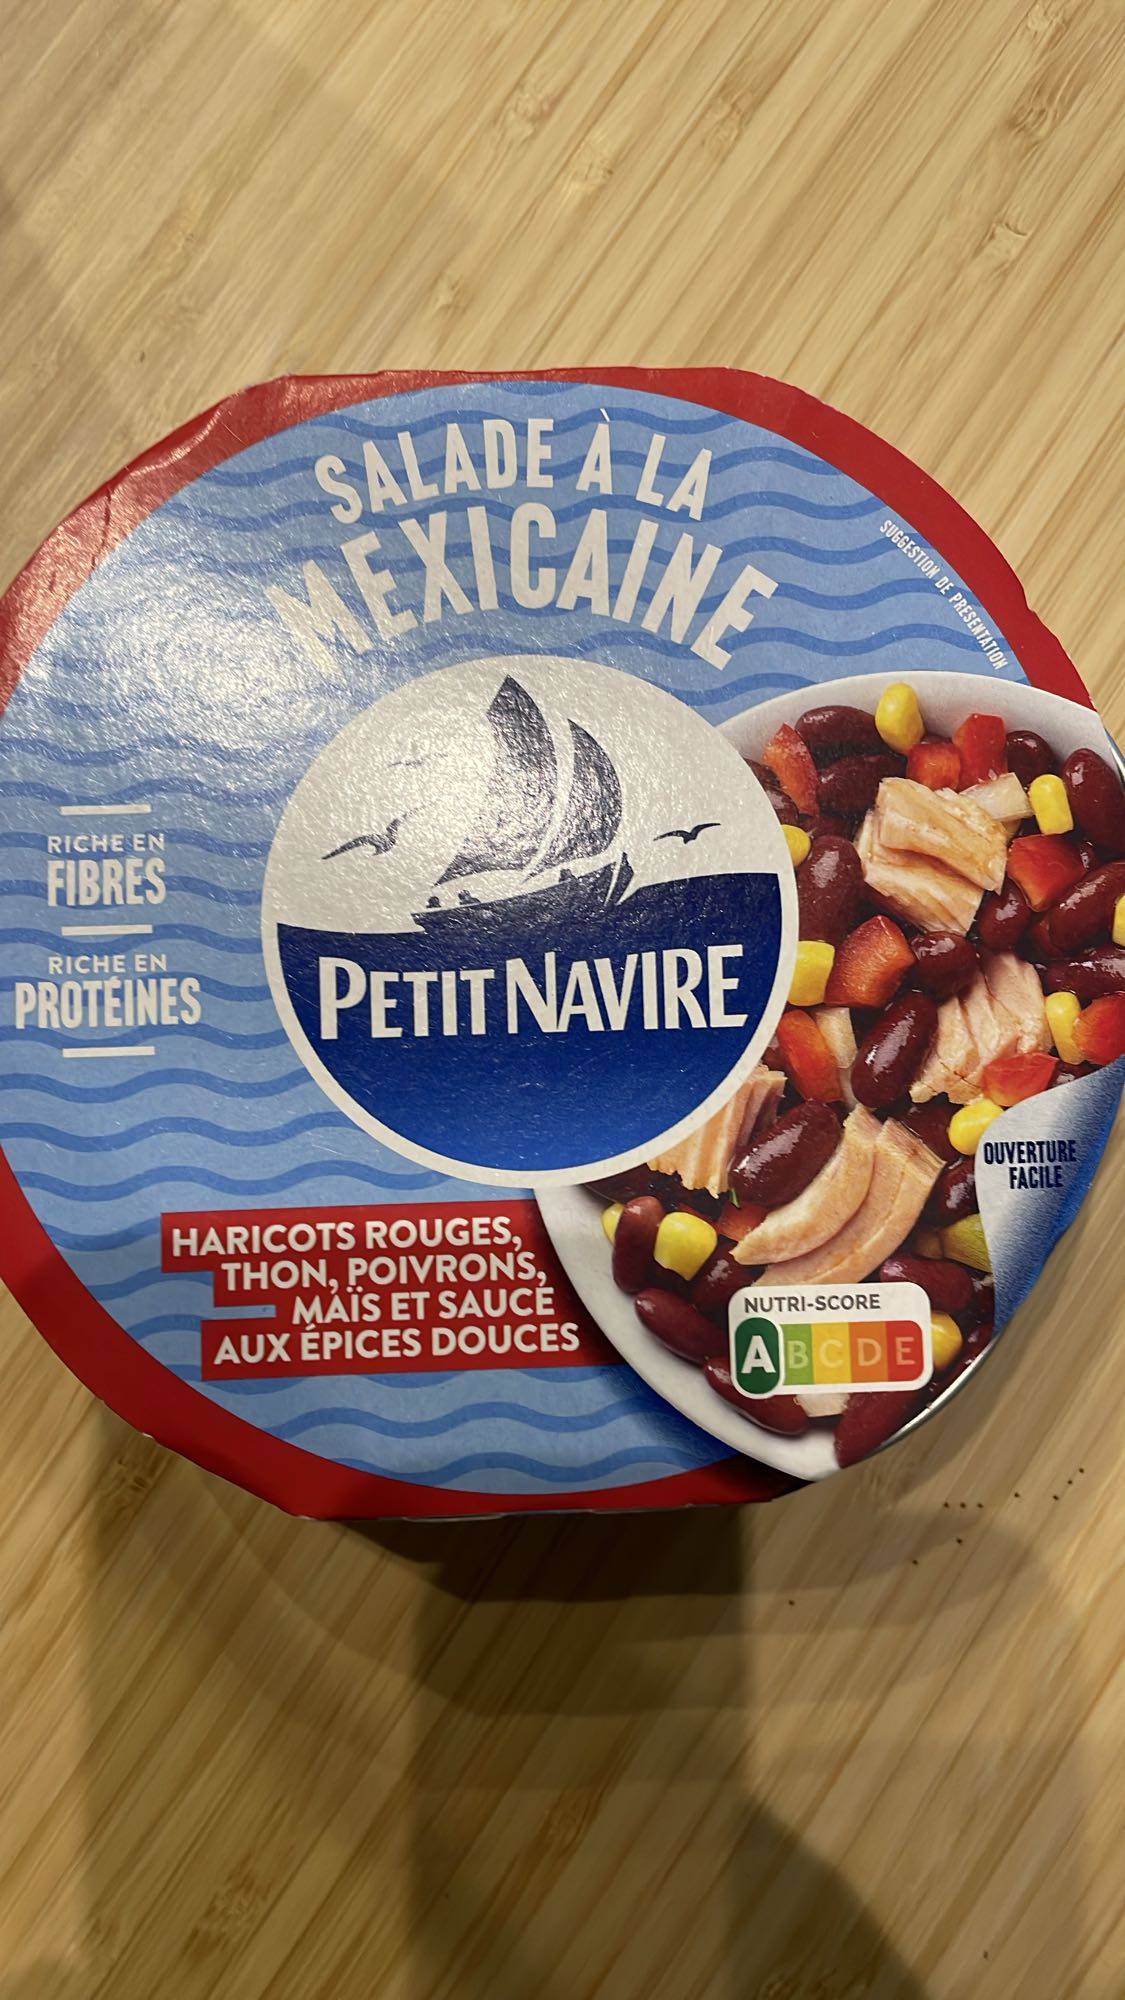 SALADE À LA
MEXICAINE
SUGGESTION DE PRÉSENTATION
RICHE EN
FIBRES
RICHE EN
PROTÉINES
PETIT NAVIRE
OUVERTURE
FACILE
HARICOTS ROUGES,
THON, POIVRONS,
MAÏS ET SAUCE
AUX ÉPICES DOUCES
NUTRI-SCORE
A B C D E